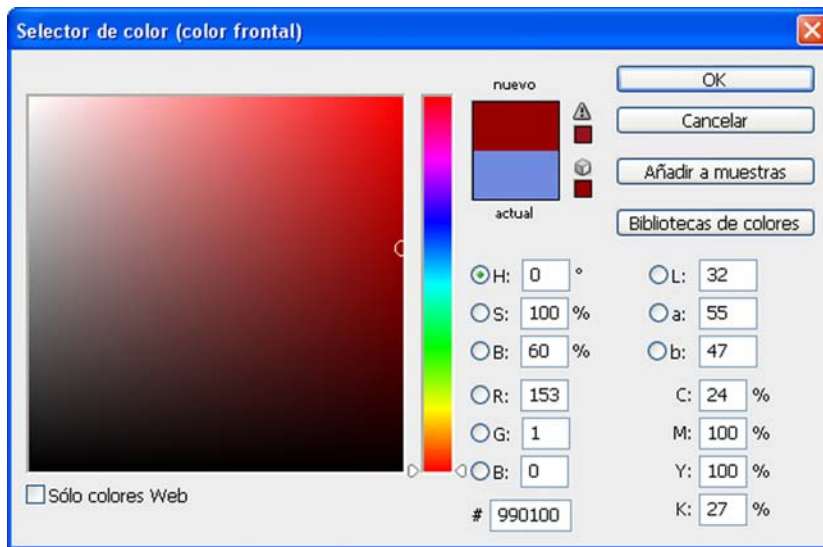 Selector de color (color frontal)
nuevo
actual
OK
Cancelar
Añadir a muestras
Bibliotecas de colores
H: 0 °
S: 100 %
B: 60 %
R: 153
G: 1
B: 0
# 990100
L: 32
a: 55
b: 47
C: 24 %
M: 100 %
Y: 100 %
K: 27 %
Sólo colores Web